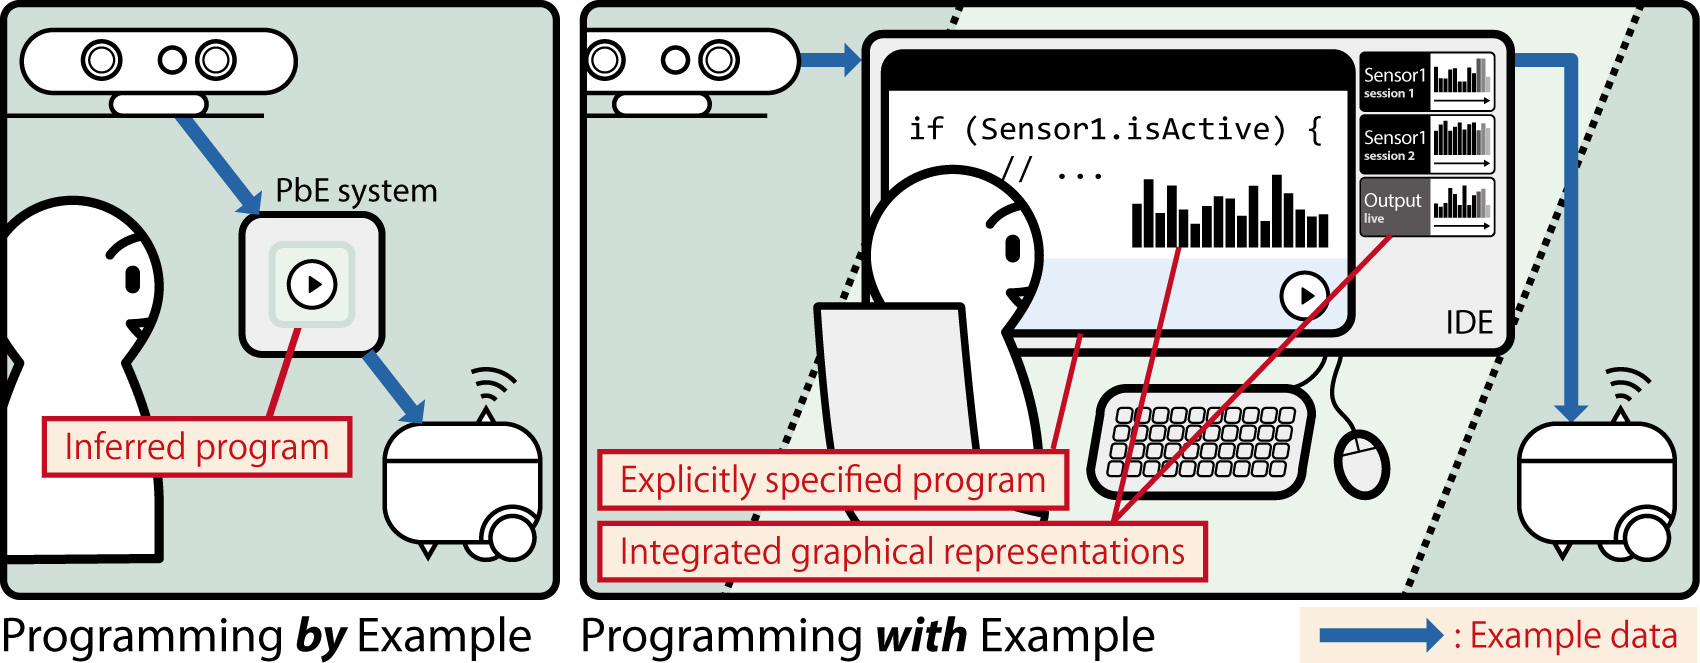 PbE system
Inferred program
if (Sensor1.isActive) {
// ...
Sensor1
session 1
Sensor1
session 2
Output
live
IDE
Explicitly specified program
Integrated graphical representations
Programming by Example
Programming with Example
: Example data